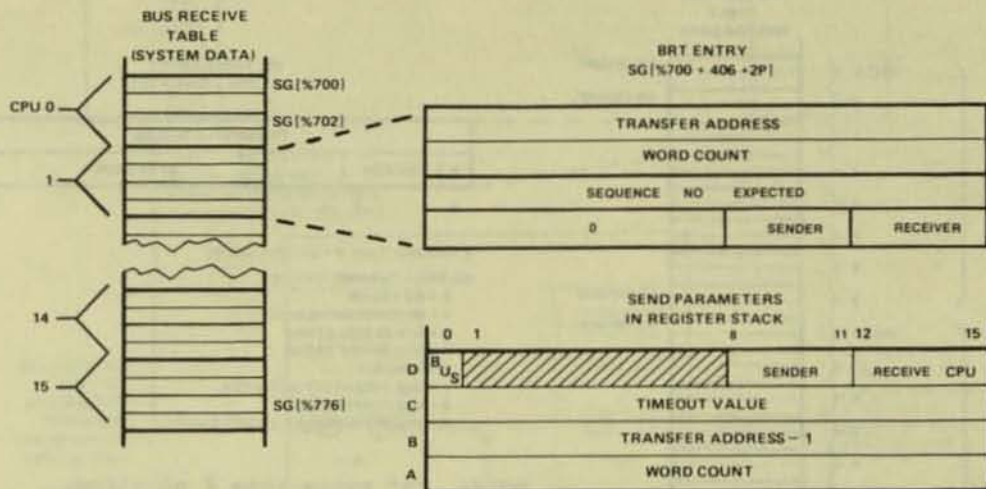 BUS RECEIVE
TABLE
(SYSTEM DATA)
CPU 0
1
14
15
SG[%700)
SG[%702)
SG[%776]
BRT ENTRY
SG[%700 + 406 +2P]
TRANSFER ADDRESS
WORD COUNT
SEQUENCE NO EXPECTED
0 SENDER RECEIVER
SEND PARAMETERS
IN REGISTER STACK
0 1 8 11 12 15
D BUS SENDER RECEIVE CPU
C TIMEOUT VALUE
B TRANSFER ADDRESS – 1
A WORD COUNT